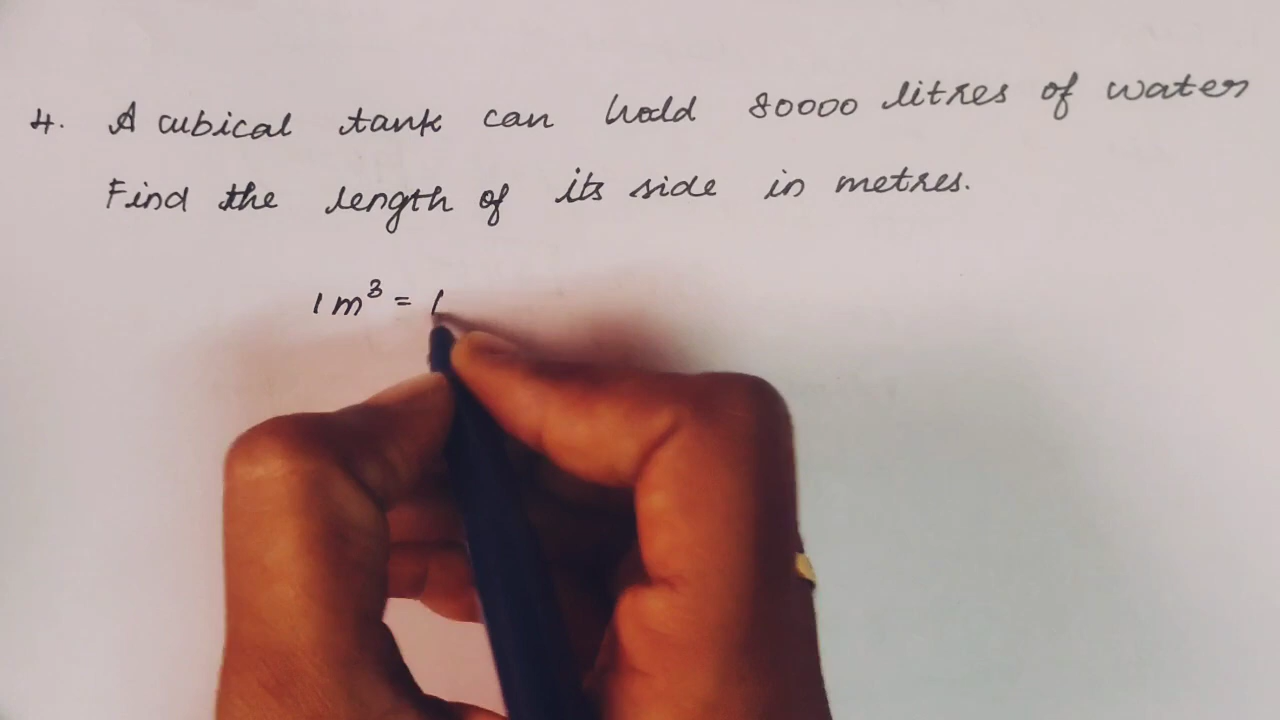 4. A cubical tank can hold 80000 litres of water
Find the length of its side in metres.
1 m³ = 1